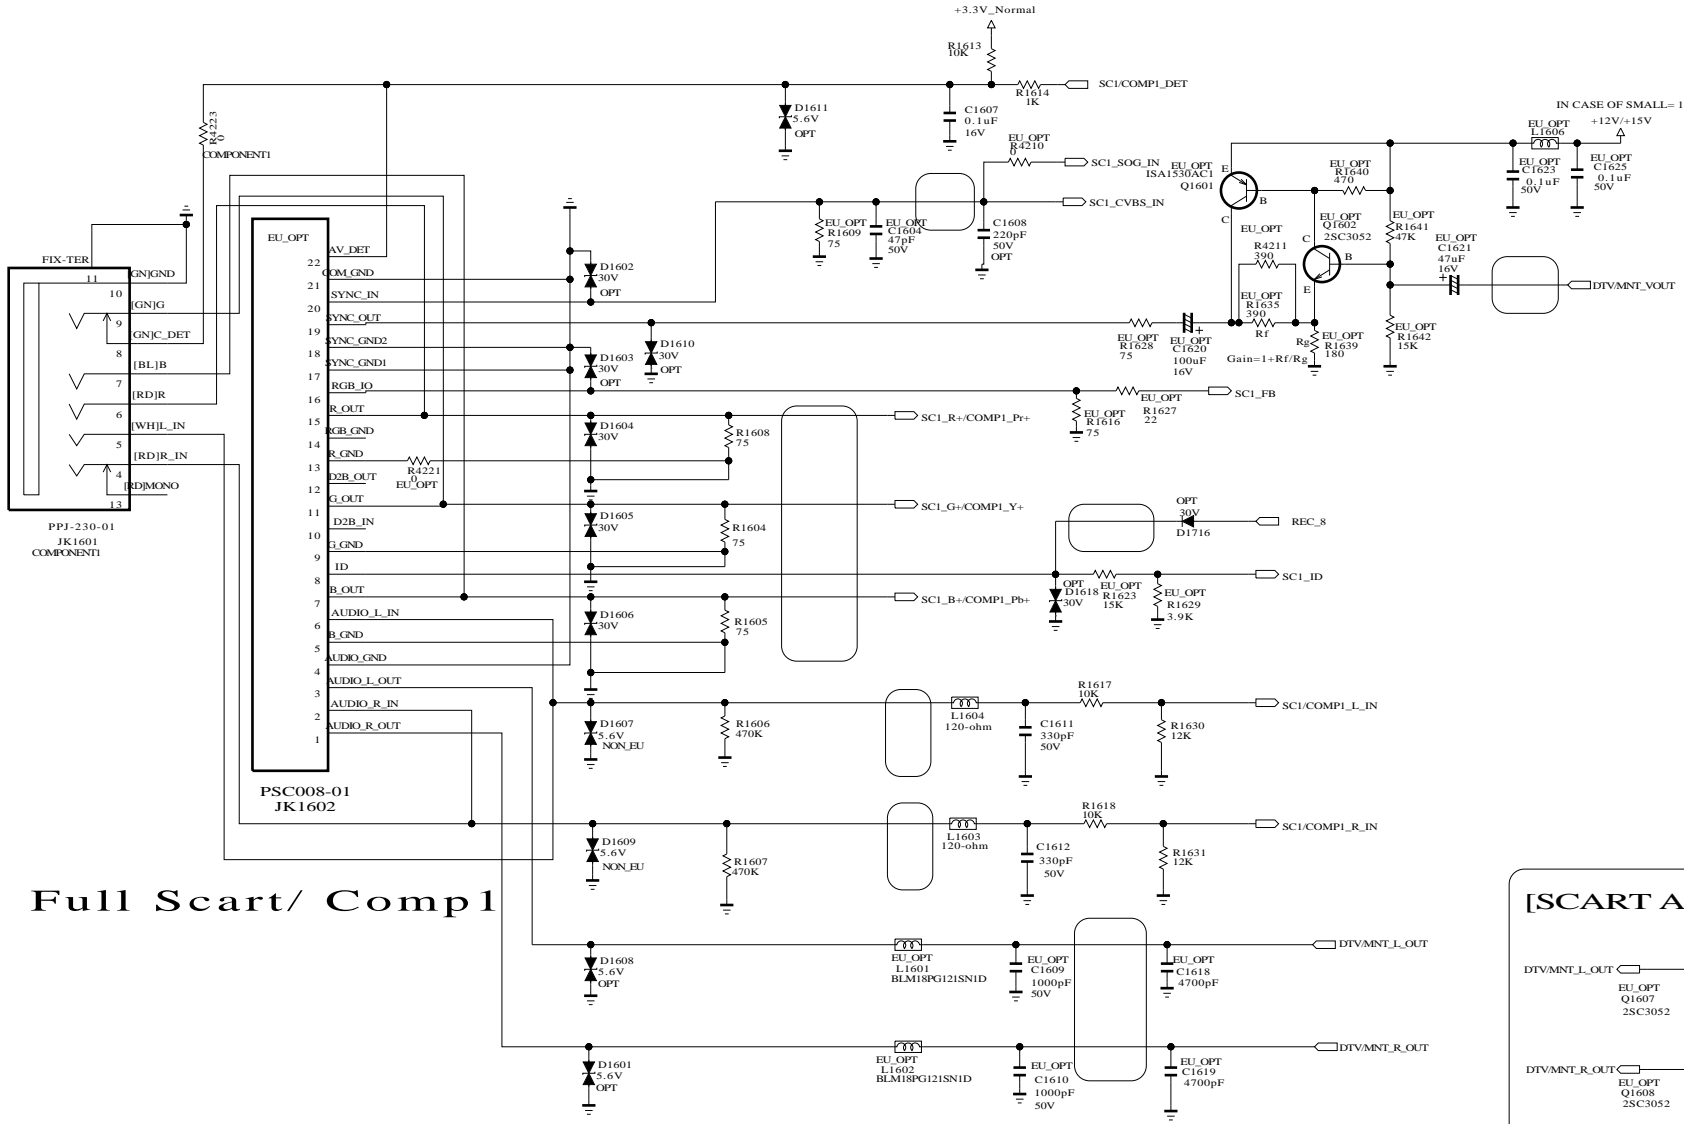 +3.3V_Normal
R1613
10K
R1614
1K
SC1/COMP1_DET
D1611
5.6V
OPT
C1607
0.1uF
16V
R4223
0
COMPONENT1
EU_OPT
R4210
0
SC1_SOG_IN
SC1_CVBS_IN
EU_OPT
R1609
75
EU_OPT
C1604
47pF
50V
C1608
220pF
50V
OPT
EU_OPT
ISA1530AC1
Q1601
E
B
C
IN CASE OF SMALL= 1
+12V/+15V
EU_OPT
L1606
EU_OPT
C1623
0.1uF
50V
EU_OPT
C1625
0.1uF
50V
EU_OPT
R1640
470
EU_OPT
Q1602
2SC3052
C
B
E
EU_OPT
R1641
47K
EU_OPT
C1621
47uF
16V
+
DTV/MNT_VOUT
EU_OPT
R4211
390
EU_OPT
R1635
390
Rf
Rg
EU_OPT
R1639
180
Gain=1+Rf/Rg
EU_OPT
R1642
15K
EU_OPT
R1628
75
+
EU_OPT
C1620
100uF
16V
FIX-TER
11
[GN]GND
10
[GN]G
9
[GN]C_DET
8
[BL]B
7
[RD]R
6
[WH]L_IN
5
[RD]R_IN
4
[RD]MONO
13
PPJ-230-01
JK1601
COMPONENT1
EU_OPT
AV_DET
22
COM_GND
21
SYNC_IN
20
SYNC_OUT
19
SYNC_GND2
18
SYNC_GND1
17
RGB_IO
16
R_OUT
15
RGB_GND
14
R_GND
13
D2B_OUT
12
G_OUT
11
D2B_IN
10
G_GND
9
ID
8
B_OUT
7
AUDIO_L_IN
6
B_GND
5
AUDIO_GND
4
AUDIO_L_OUT
3
AUDIO_R_IN
2
AUDIO_R_OUT
1
PSC008-01
JK1602
D1602
30V
OPT
D1603
30V
OPT
D1610
30V
OPT
EU_OPT
R1616
75
EU_OPT
R1627
22
SC1_FB
D1604
30V
R1608
75
SC1_R+/COMP1_Pr+
R4221
0
EU_OPT
D1605
30V
R1604
75
SC1_G+/COMP1_Y+
OPT
30V
D1716
REC_8
OPT
D1618
30V
EU_OPT
R1623
15K
EU_OPT
R1629
3.9K
SC1_ID
D1606
30V
R1605
75
SC1_B+/COMP1_Pb+
D1607
5.6V
NON_EU
R1606
470K
L1604
120-ohm
C1611
330pF
50V
R1617
10K
R1630
12K
SC1/COMP1_L_IN
D1609
5.6V
NON_EU
R1607
470K
L1603
120-ohm
C1612
330pF
50V
R1618
10K
R1631
12K
SC1/COMP1_R_IN
Full Scart/ Comp1
D1608
5.6V
OPT
EU_OPT
L1601
BLM18PG121SN1D
EU_OPT
C1609
1000pF
50V
EU_OPT
C1618
4700pF
DTV/MNT_L_OUT
D1601
5.6V
OPT
EU_OPT
L1602
BLM18PG121SN1D
EU_OPT
C1610
1000pF
50V
EU_OPT
C1619
4700pF
DTV/MNT_R_OUT
[SCART A
DTV/MNT_L_OUT
EU_OPT
Q1607
2SC3052
DTV/MNT_R_OUT
EU_OPT
Q1608
2SC3052